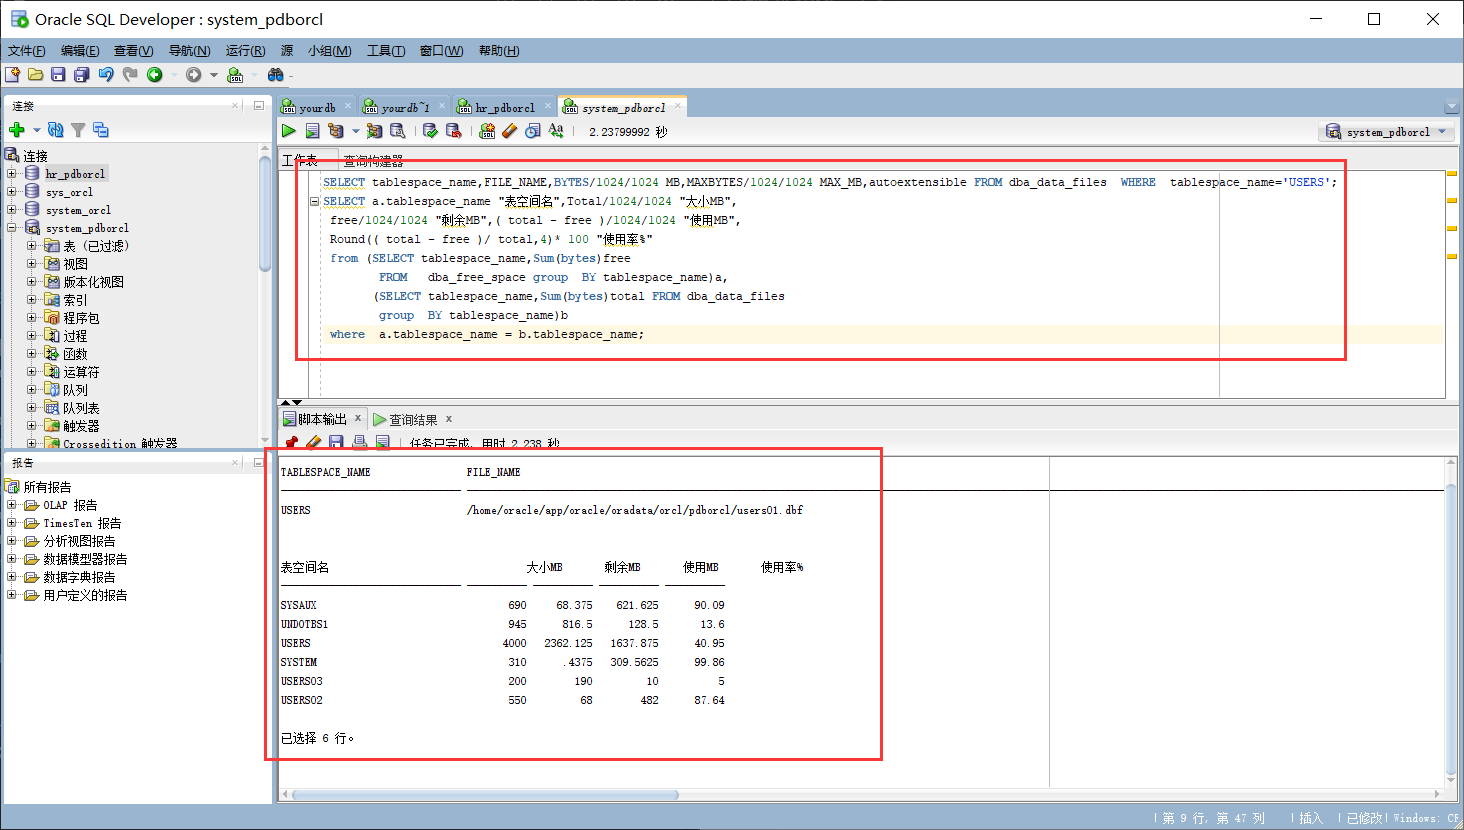 Oracle SQL Developer : system_pdborcl
文件(F) 编辑(E) 查看(V) 导航(N) 运行(R) 源 小组(M) 工具(T) 窗口(W) 帮助(H)
连接
连接
hr_pdborcl
sys_orcl
system_orcl
system_pdborcl
表 (已过滤)
视图
版本化视图
索引
程序包
过程
函数
运算符
队列
队列表
触发器
Crossedition 触发器
报告
所有报告
OLAP 报告
TimesTen 报告
分析视图报告
数据模型器报告
数据字典报告
用户定义的报告
yourdb yourdb~1 hr_pdborcl system_pdborcl
2.23799992 秒 system_pdborcl
工作表 查询构建器
SELECT tablespace_name,FILE_NAME,BYTES/1024/1024 MB,MAXBYTES/1024/1024 MAX_MB,autoextensible FROM dba_data_files WHERE tablespace_name='USERS';
SELECT a.tablespace_name "表空间名",Total/1024/1024 "大小MB",
free/1024/1024 "剩余MB",( total - free )/1024/1024 "使用MB",
Round(( total - free )/ total,4)* 100 "使用率%"
from (SELECT tablespace_name,Sum(bytes)free
FROM dba_free_space group BY tablespace_name)a,
(SELECT tablespace_name,Sum(bytes)total FROM dba_data_files
group BY tablespace_name)b
where a.tablespace_name = b.tablespace_name;
脚本输出 查询结果
任务已完成, 用时 2.238 秒
TABLESPACE_NAME FILE_NAME
USERS /home/oracle/app/oracle/oradata/orcl/pdborcl/users01.dbf
表空间名 大小MB 剩余MB 使用MB 使用率%
SYSAUX 690 68.375 621.625 90.09
UNDOTBS1 945 816.5 128.5 13.6
USERS 4000 2362.125 1637.875 40.95
SYSTEM 310 .4375 309.5625 99.86
USERS03 200 190 10 5
USERS02 550 68 482 87.64
已选择 6 行。
第 9 行, 第 47 列 插入 已修改 Windows: CR